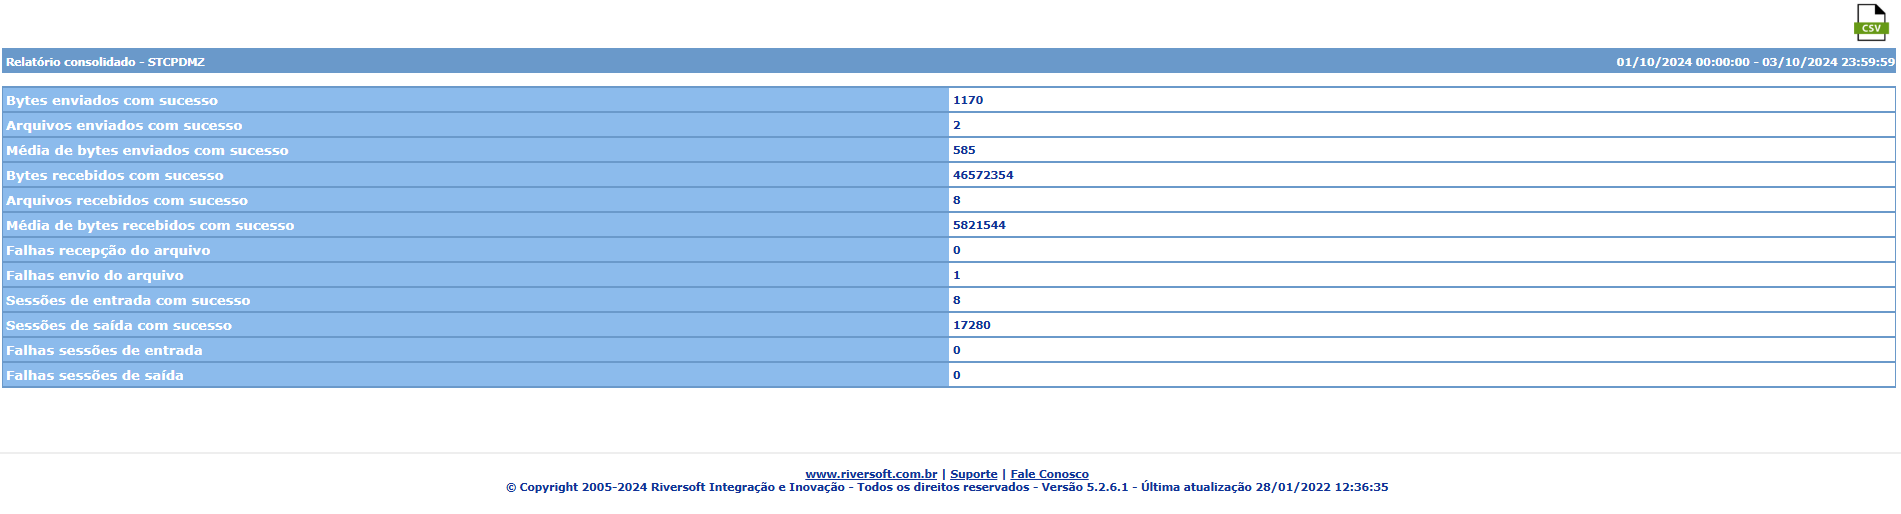 CSV
Relatório consolidado - STCPDMZ 01/10/2024 00:00:00 - 03/10/2024 23:59:59
Bytes enviados com sucesso 1170
Arquivos enviados com sucesso 2
Média de bytes enviados com sucesso 585
Bytes recebidos com sucesso 46572354
Arquivos recebidos com sucesso 8
Média de bytes recebidos com sucesso 5821544
Falhas recepção do arquivo 0
Falhas envio do arquivo 1
Sessões de entrada com sucesso 8
Sessões de saída com sucesso 17280
Falhas sessões de entrada 0
Falhas sessões de saída 0
www.riversoft.com.br | Suporte | Fale Conosco
© Copyright 2005-2024 Riversoft Integração e Inovação - Todos os direitos reservados - Versão 5.2.6.1 - Última atualização 28/01/2022 12:36:35